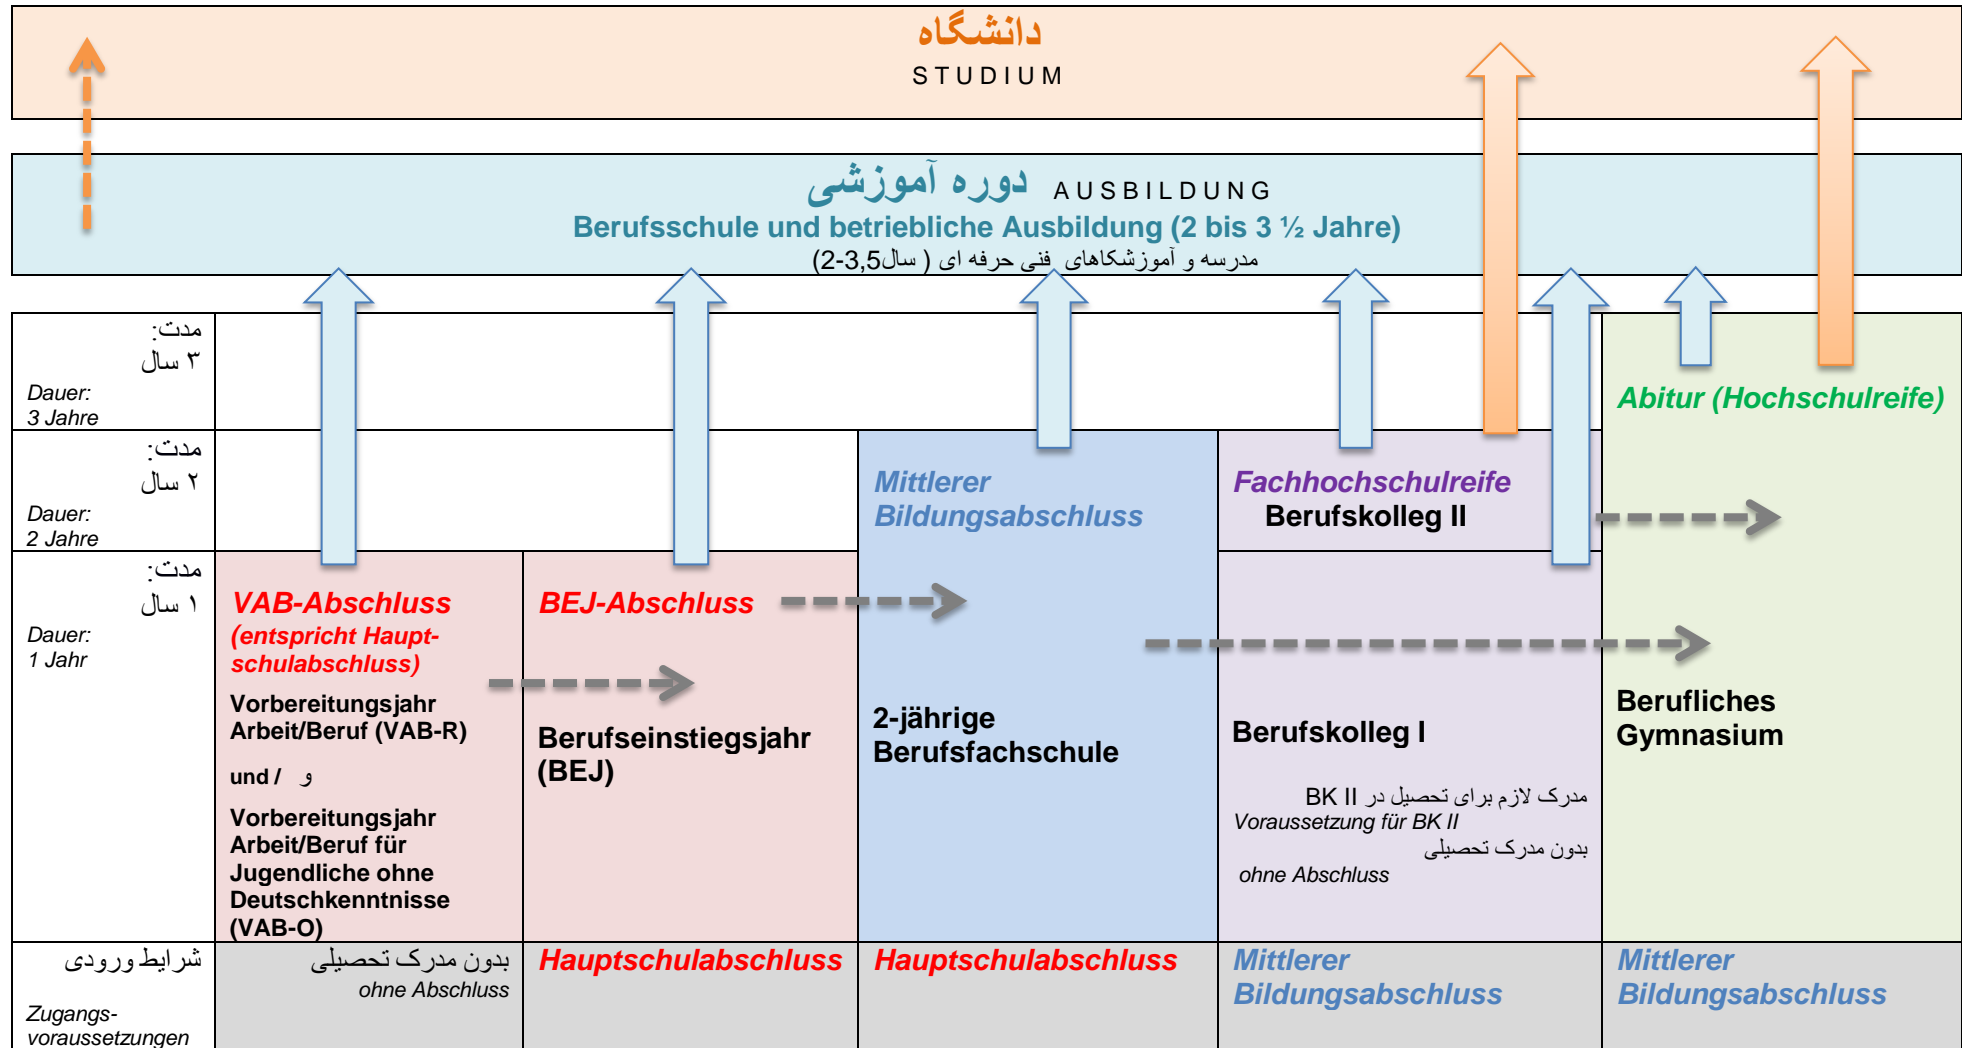 دانشگاه
STUDIUM
دوره آموزشی AUSBILDUNG
Berufsschule und betriebliche Ausbildung (2 bis 3 ½ Jahre)
مدرسه و آموزشکاهای فنی حرفه ای ( سال2-3,5)
مدت:
۳ سال
Dauer:
3 Jahre
Abitur (Hochschulreife)
مدت:
۲ سال
Dauer:
2 Jahre
Mittlerer
Bildungsabschluss
Fachhochschulreife
Berufskolleg II
مدت:
۱ سال
Dauer:
1 Jahr
VAB-Abschluss
(entspricht Haupt-
schulabschluss)
Vorbereitungsjahr
Arbeit/Beruf (VAB-R)
und / و
Vorbereitungsjahr
Arbeit/Beruf für
Jugendliche ohne
Deutschkenntnisse
(VAB-O)
BEJ-Abschluss
Berufseinstiegsjahr
(BEJ)
2-jährige
Berufsfachschule
Berufskolleg I
مدرک لازم برای تحصیل در BK II
Voraussetzung für BK II
بدون مدرک تحصیلی
ohne Abschluss
Berufliches
Gymnasium
شرایط ورودی
Zugangs-
voraussetzungen
بدون مدرک تحصیلی
ohne Abschluss
Hauptschulabschluss
Hauptschulabschluss
Mittlerer
Bildungsabschluss
Mittlerer
Bildungsabschluss